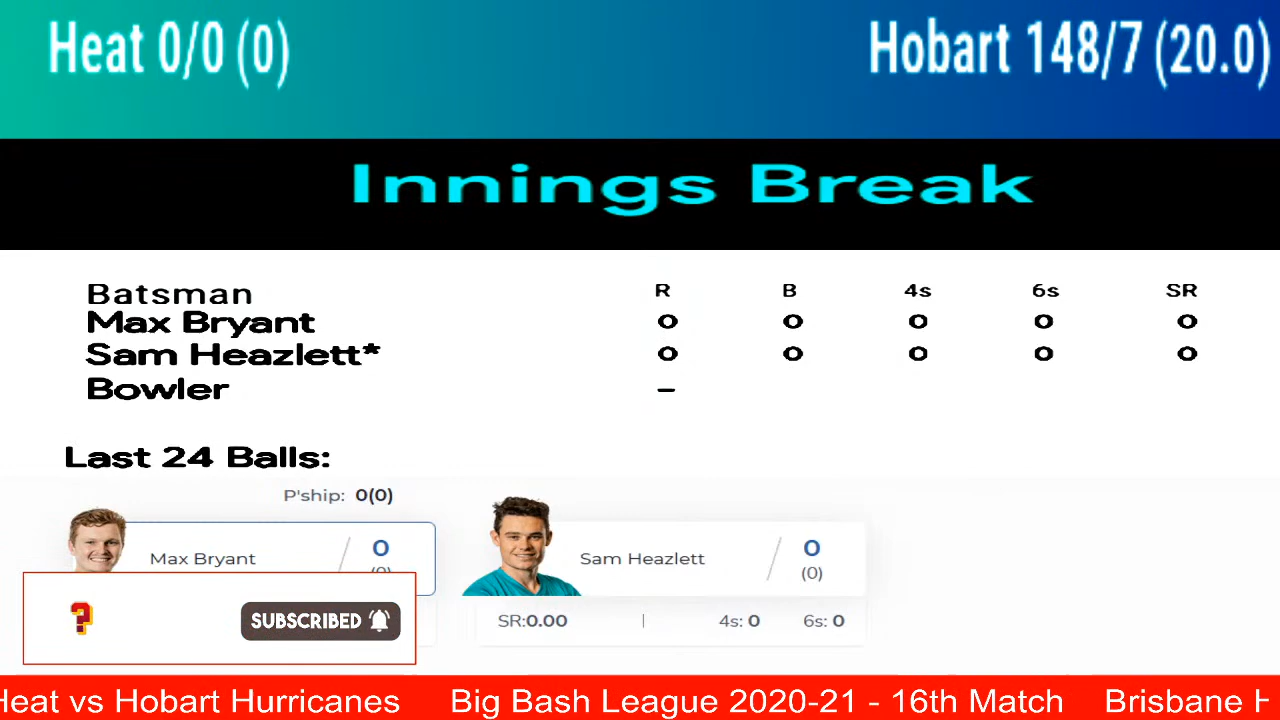 Heat 0/0 (0) Hobart 148/7 (20.0)
Innings Break
Batsman R B 4s 6s SR
Max Bryant 0 0 0 0 0
Sam Heazlett* 0 0 0 0 0
Bowler –
Last 24 Balls:
P'ship: 0(0)
Max Bryant 0 (0)
Sam Heazlett 0
(0)
? SUBSCRIBED
SR:0.00 | 4s: 0 6s: 0
Heat vs Hobart Hurricanes Big Bash League 2020-21 - 16th Match Brisbane H